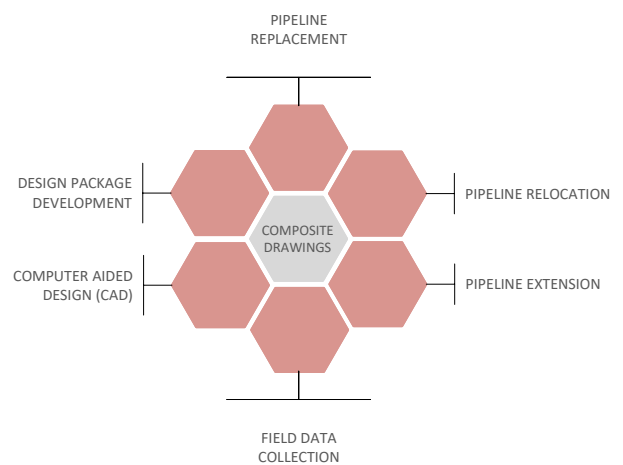 PIPELINE
REPLACEMENT
DESIGN PACKAGE
DEVELOPMENT
PIPELINE RELOCATION
COMPOSITE
DRAWINGS
COMPUTER AIDED
DESIGN (CAD)
PIPELINE EXTENSION
FIELD DATA
COLLECTION